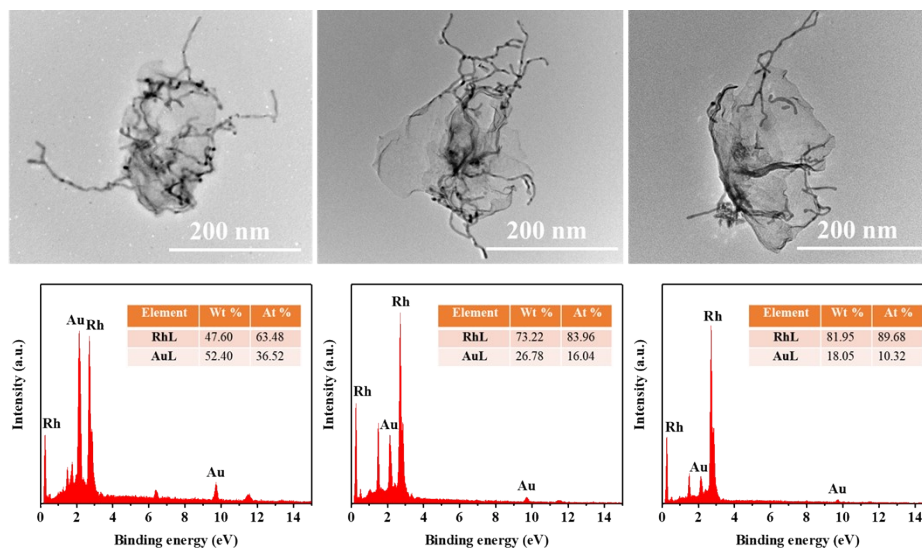 200 nm
200 nm
200 nm
Element Wt % At %
RhL 47.60 63.48
AuL 52.40 36.52
Au
Rh
Rh
Au
Intensity (a.u.)
0 2 4 6 8 10 12 14
Binding energy (eV)
Element Wt % At %
RhL 73.22 83.96
AuL 26.78 16.04
Rh
Rh
Au
Au
Intensity (a.u.)
0 2 4 6 8 10 12 14
Binding energy (eV)
Element Wt % At %
RhL 81.95 89.68
AuL 18.05 10.32
Rh
Rh
Au
Au
Intensity (a.u.)
0 2 4 6 8 10 12 14
Binding energy (eV)